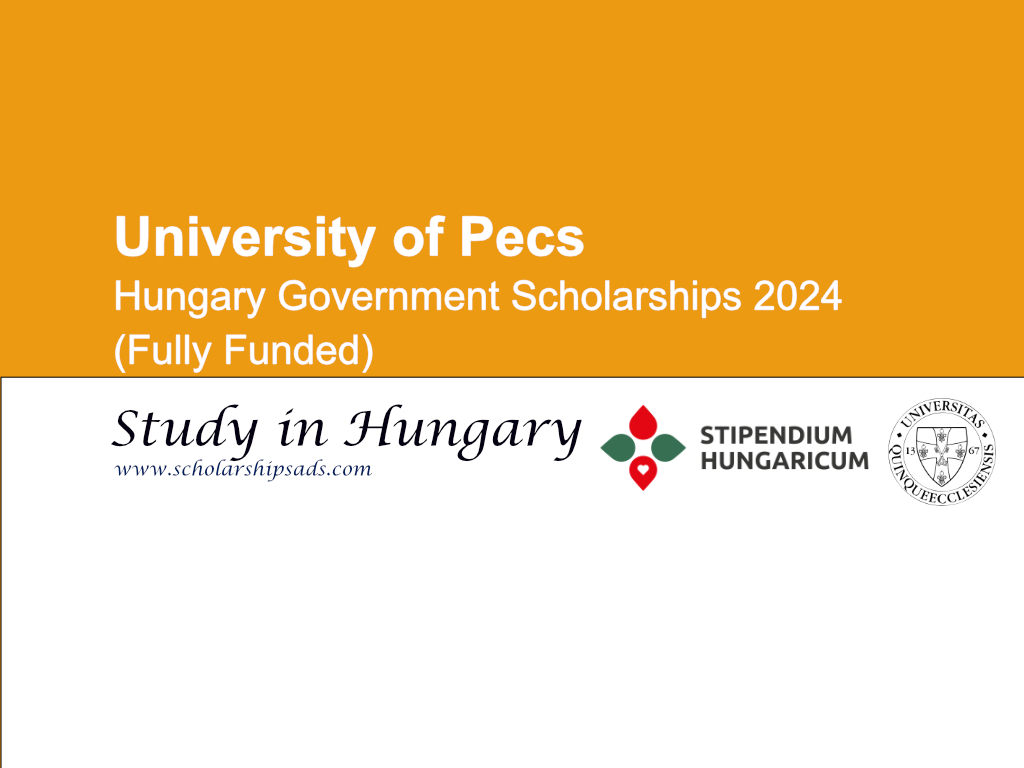 University of Pecs
Hungary Government Scholarships 2024
(Fully Funded)
Study in Hungary
www.scholarshipsads.com
STIPENDIUM
HUNGARICUM
UNIVERSITAS
QUINQUEECCLESIENSIS
13 67